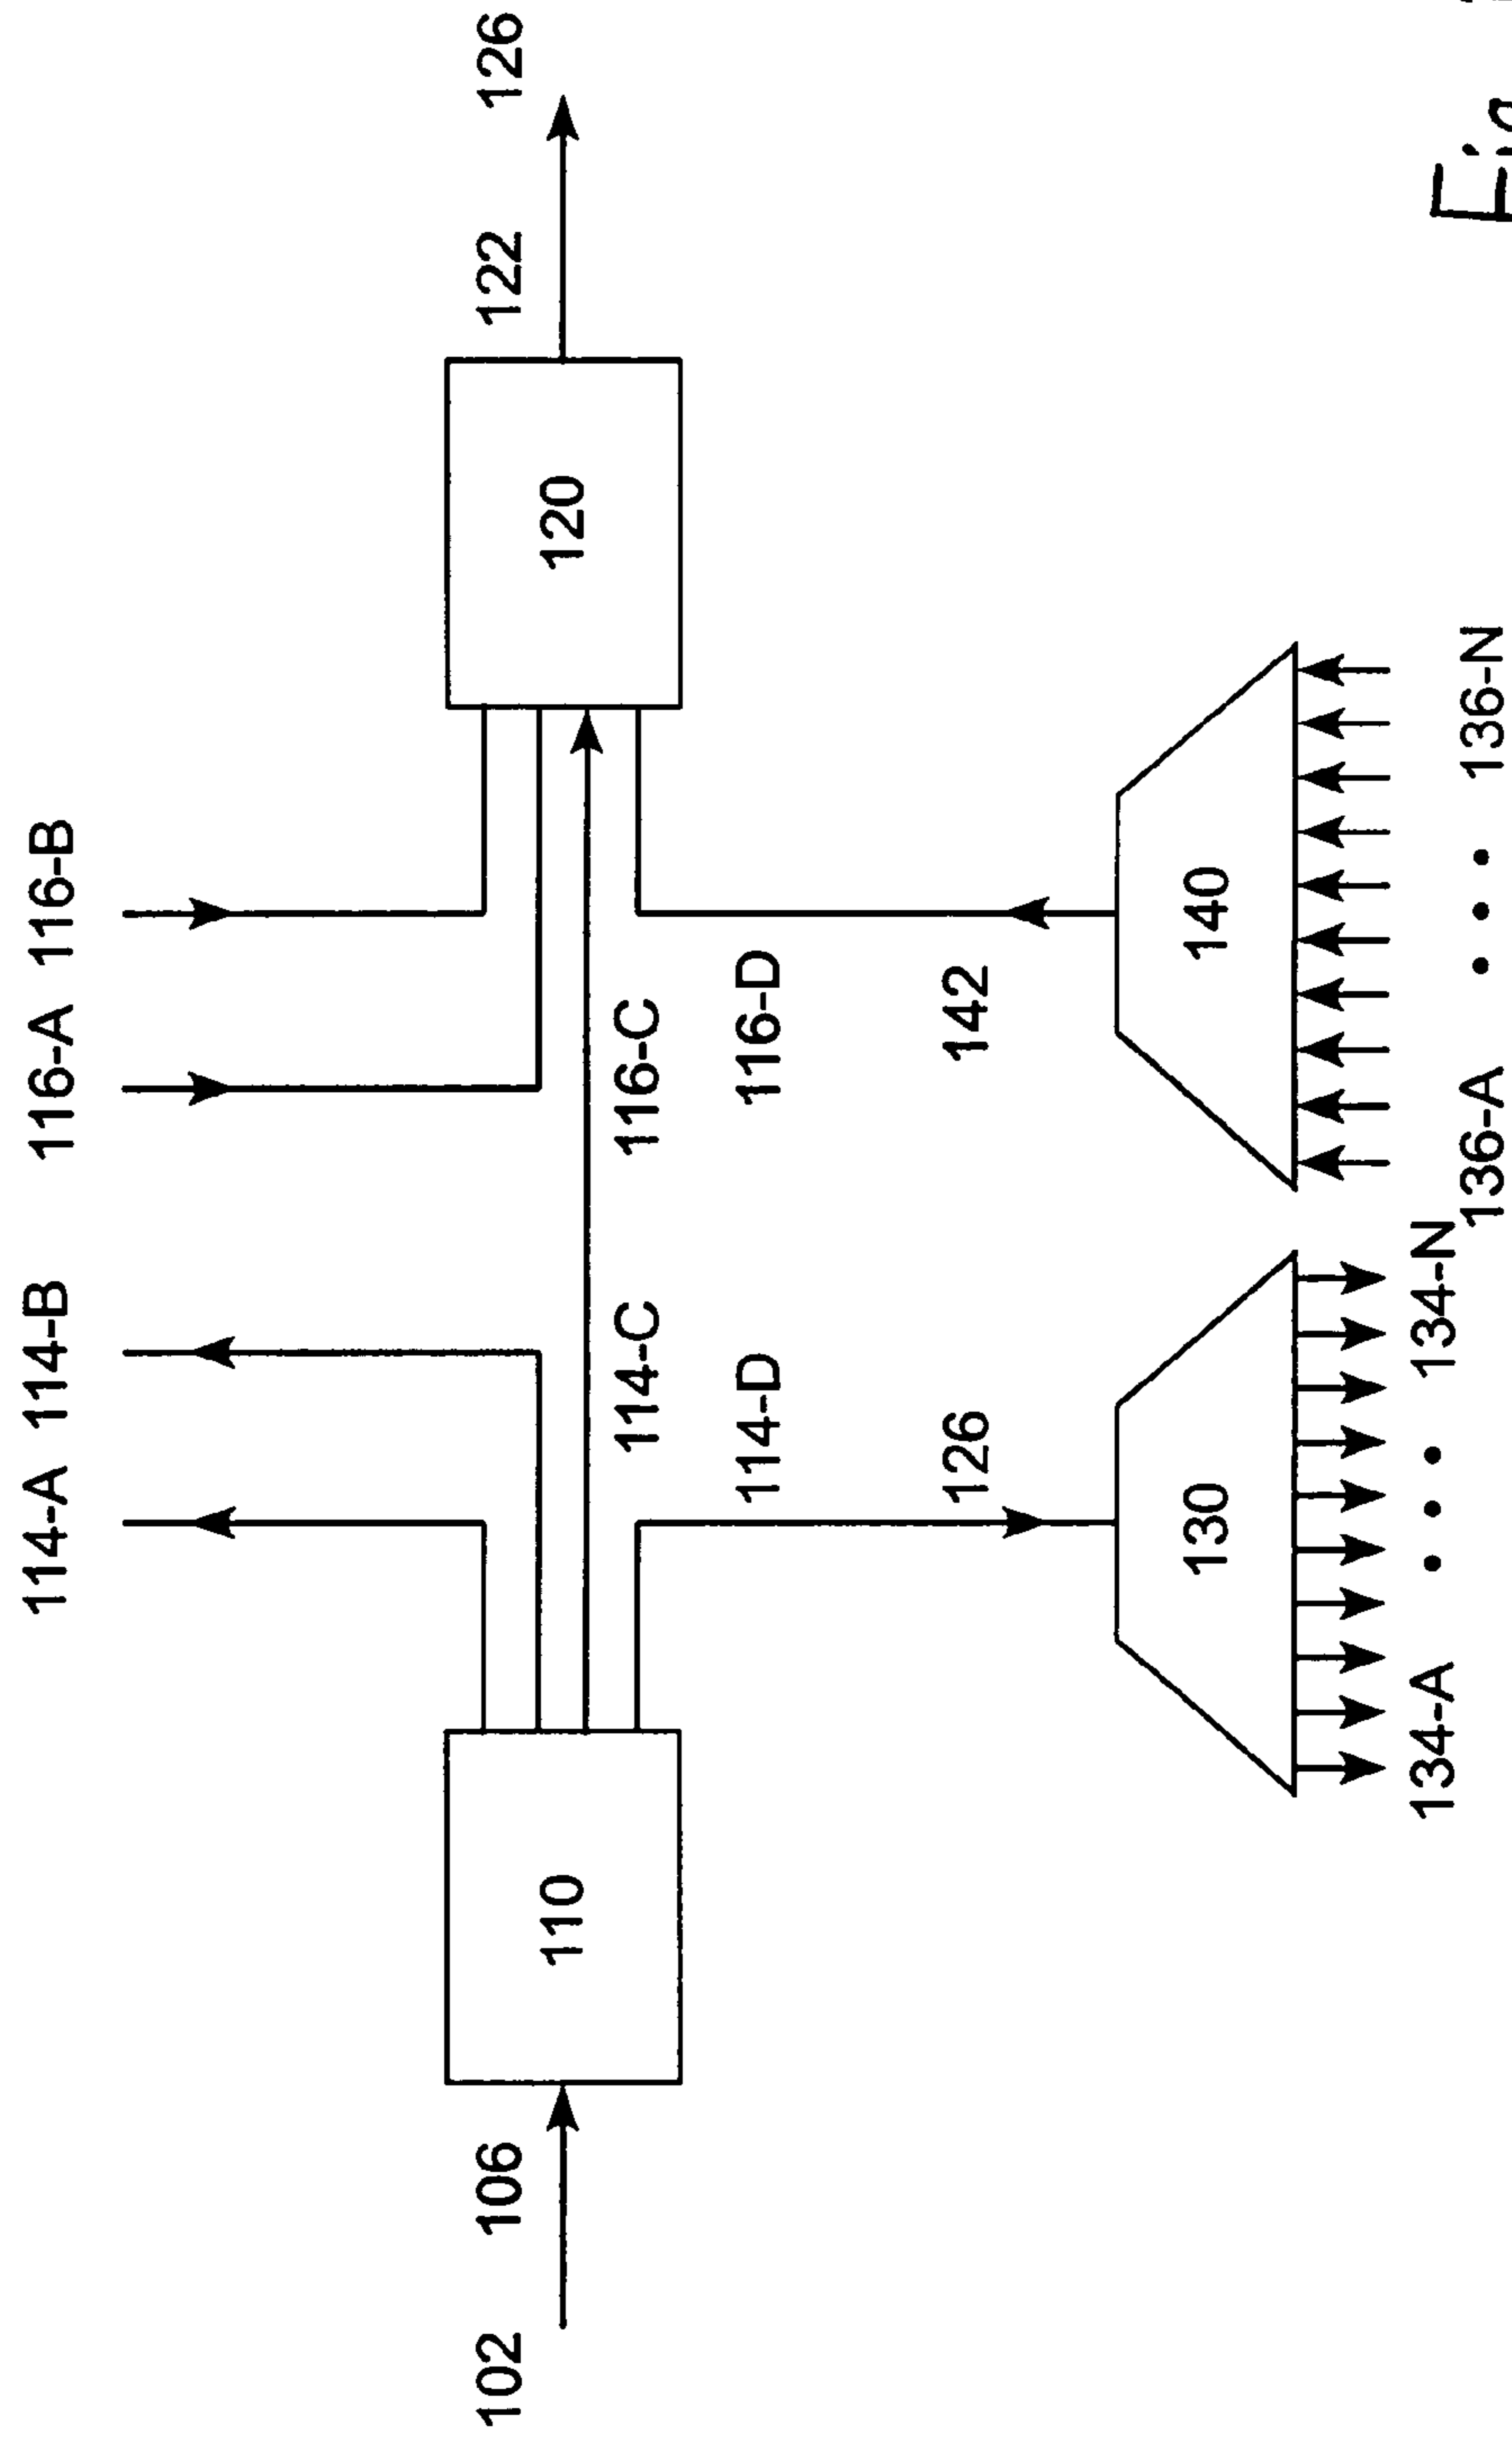 114-A 114-B 116-A 116-B
102 106 110 120 122 126
114-C 116-C
114-D 116-D
126 142
130 140
134-A • • • 134-N
136-A • • • 136-N